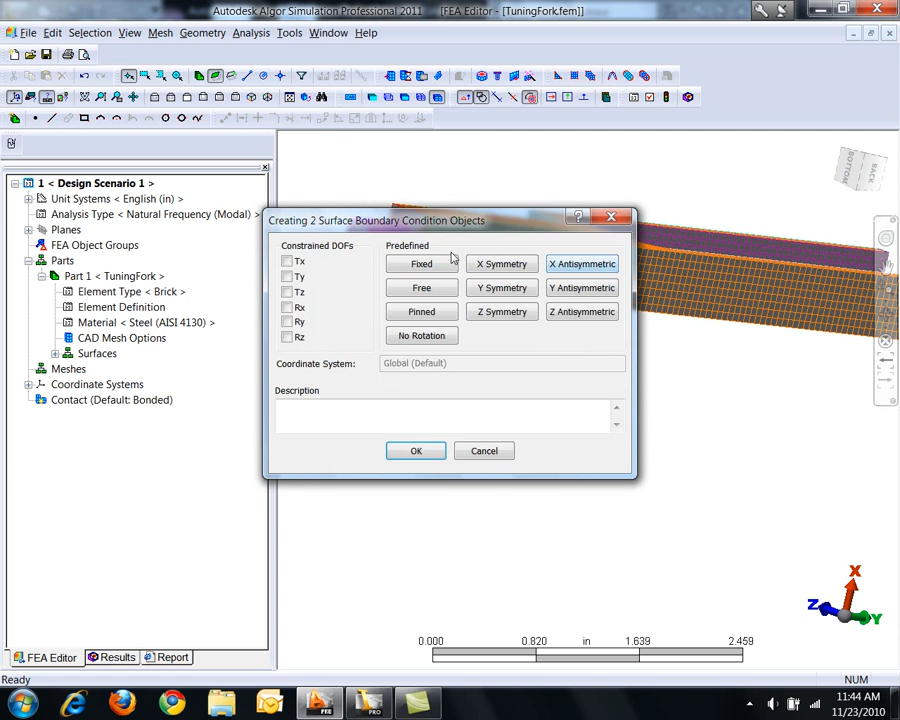 Autodesk Algor Simulation Professional 2011 - [FEA Editor - [TuningFork.fem]]
File Edit Selection View Mesh Geometry Analysis Tools Window Help
1 < Design Scenario 1 >
Unit Systems < English (in) >
Analysis Type < Natural Frequency (Modal) >
Planes
FEA Object Groups
Parts
Part 1 < TuningFork >
Element Type < Brick >
Element Definition
Material < Steel (AISI 4130) >
CAD Mesh Options
Surfaces
Meshes
Coordinate Systems
Contact (Default: Bonded)
FEA Editor Results Report
Creating 2 Surface Boundary Condition Objects
Constrained DOFs
Tx
Ty
Tz
Rx
Ry
Rz
Predefined
Fixed X Symmetry X Antisymmetric
Free Y Symmetry Y Antisymmetric
Pinned Z Symmetry Z Antisymmetric
No Rotation
Coordinate System: Global (Default)
Description
OK Cancel
BOTTOM BACK
X
Z Y
0.000 0.820 in 1.639 2.459
Ready NUM
PRO
11:44 AM
11/23/2010